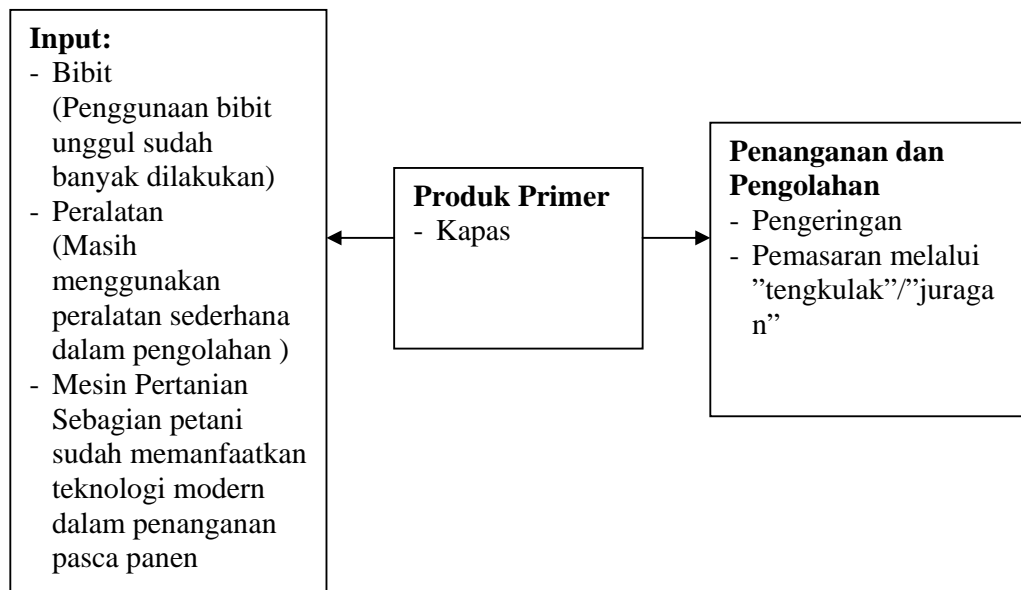 Input:
- Bibit
(Penggunaan bibit
unggul sudah
banyak dilakukan)
- Peralatan
(Masih
menggunakan
peralatan sederhana
dalam pengolahan )
- Mesin Pertanian
Sebagian petani
sudah memanfaatkan
teknologi modern
dalam penanganan
pasca panen
Produk Primer
- Kapas
Penanganan dan
Pengolahan
- Pengeringan
- Pemasaran melalui
”tengkulak”/”juraga
n”